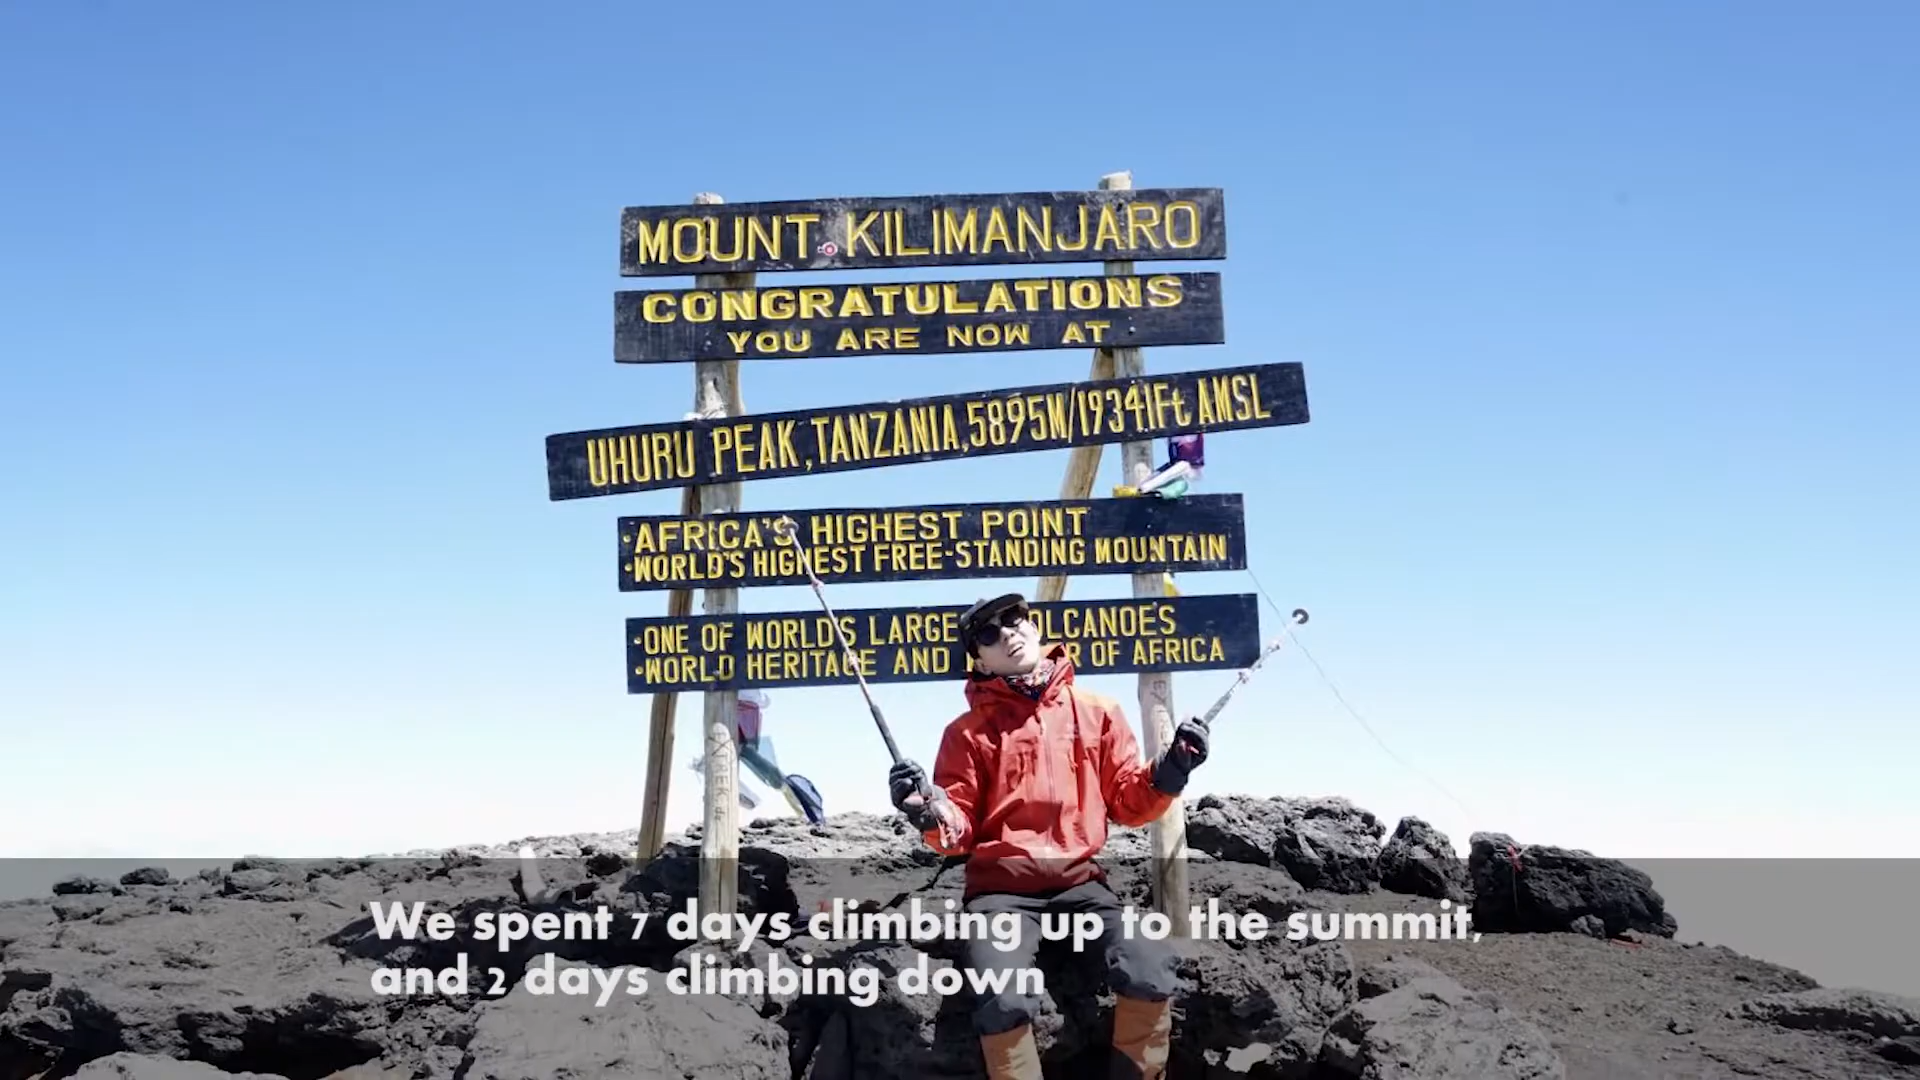 MOUNT KILIMANJARO
CONGRATULATIONS
YOU ARE NOW AT
UHURU PEAK, TANZANIA, 5895M/19341Ft AMSL
•AFRICA'S HIGHEST POINT
•WORLD'S HIGHEST FREE-STANDING MOUNTAIN
•ONE OF WORLD'S LARGE OLCANOES
•WORLD HERITAGE AND OF AFRICA
EXTREK
We spent 7 days climbing up to the summit,
and 2 days climbing down